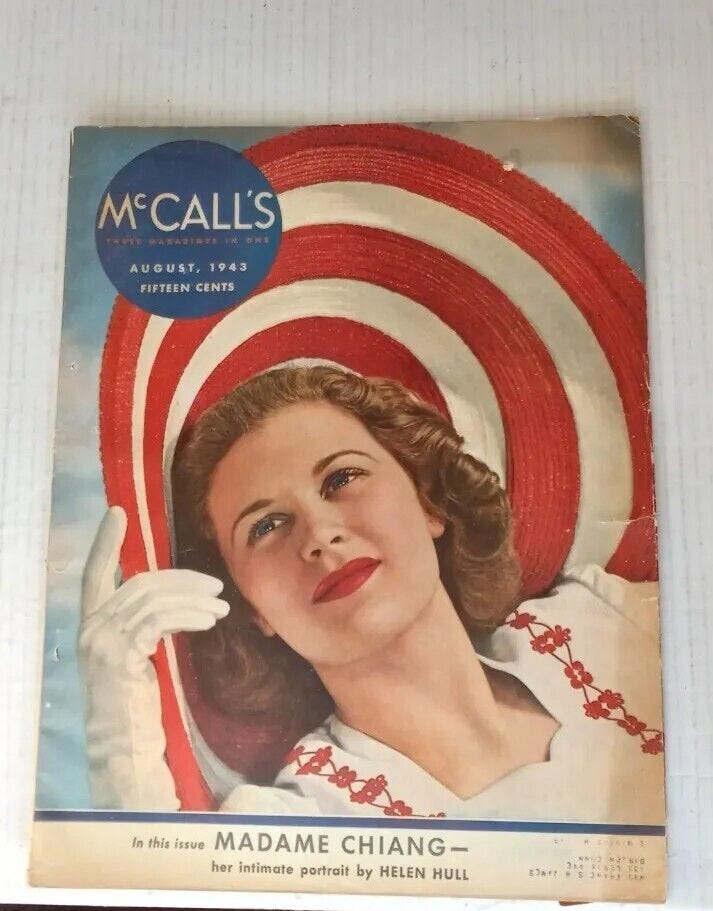 McCALL'S
THREE MAGAZINES IN ONE
AUGUST, 1943
FIFTEEN CENTS
In this issue MADAME CHIANG—
her intimate portrait by HELEN HULL